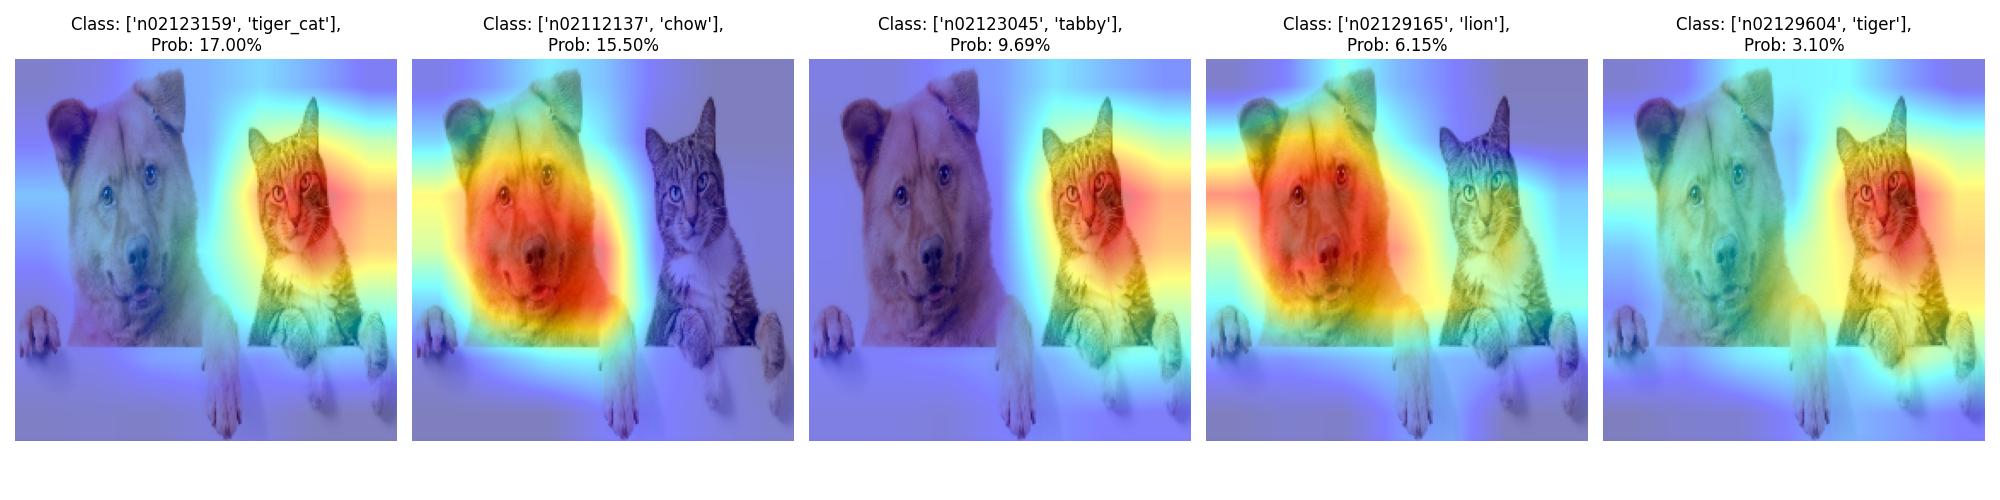 Class: ['n02123159', 'tiger_cat'],
Prob: 17.00%
Class: ['n02112137', 'chow'],
Prob: 15.50%
Class: ['n02123045', 'tabby'],
Prob: 9.69%
Class: ['n02129165', 'lion'],
Prob: 6.15%
Class: ['n02129604', 'tiger'],
Prob: 3.10%